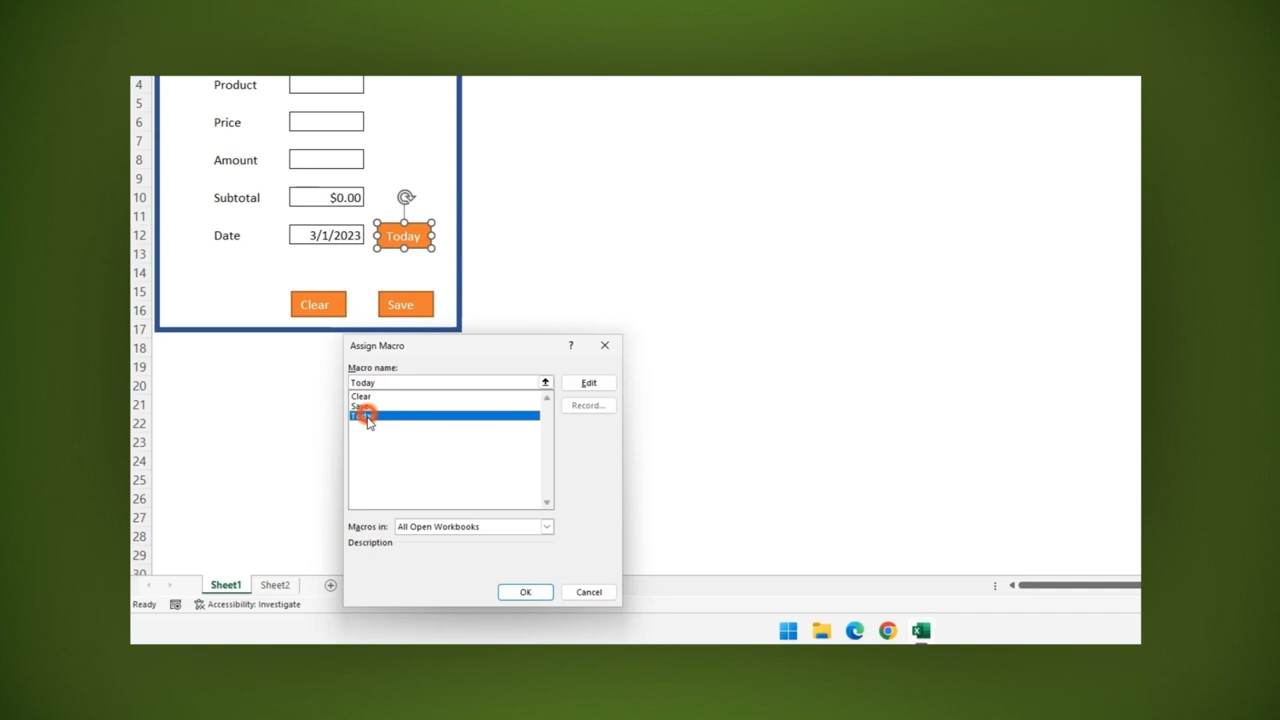 4
Product
5
6
Price
7
8
Amount
9
10
Subtotal
$0.00
11
12
Date
3/1/2023
Today
13
14
15
16
Clear
Save
17
18
19
20
21
22
23
24
25
26
27
28
29
30
Assign Macro
?
Macro name:
Today
Edit
Clear
Record...
Macros in:
All Open Workbooks
Description
OK
Cancel
Sheet1
Sheet2
Ready
Accessibility: Investigate